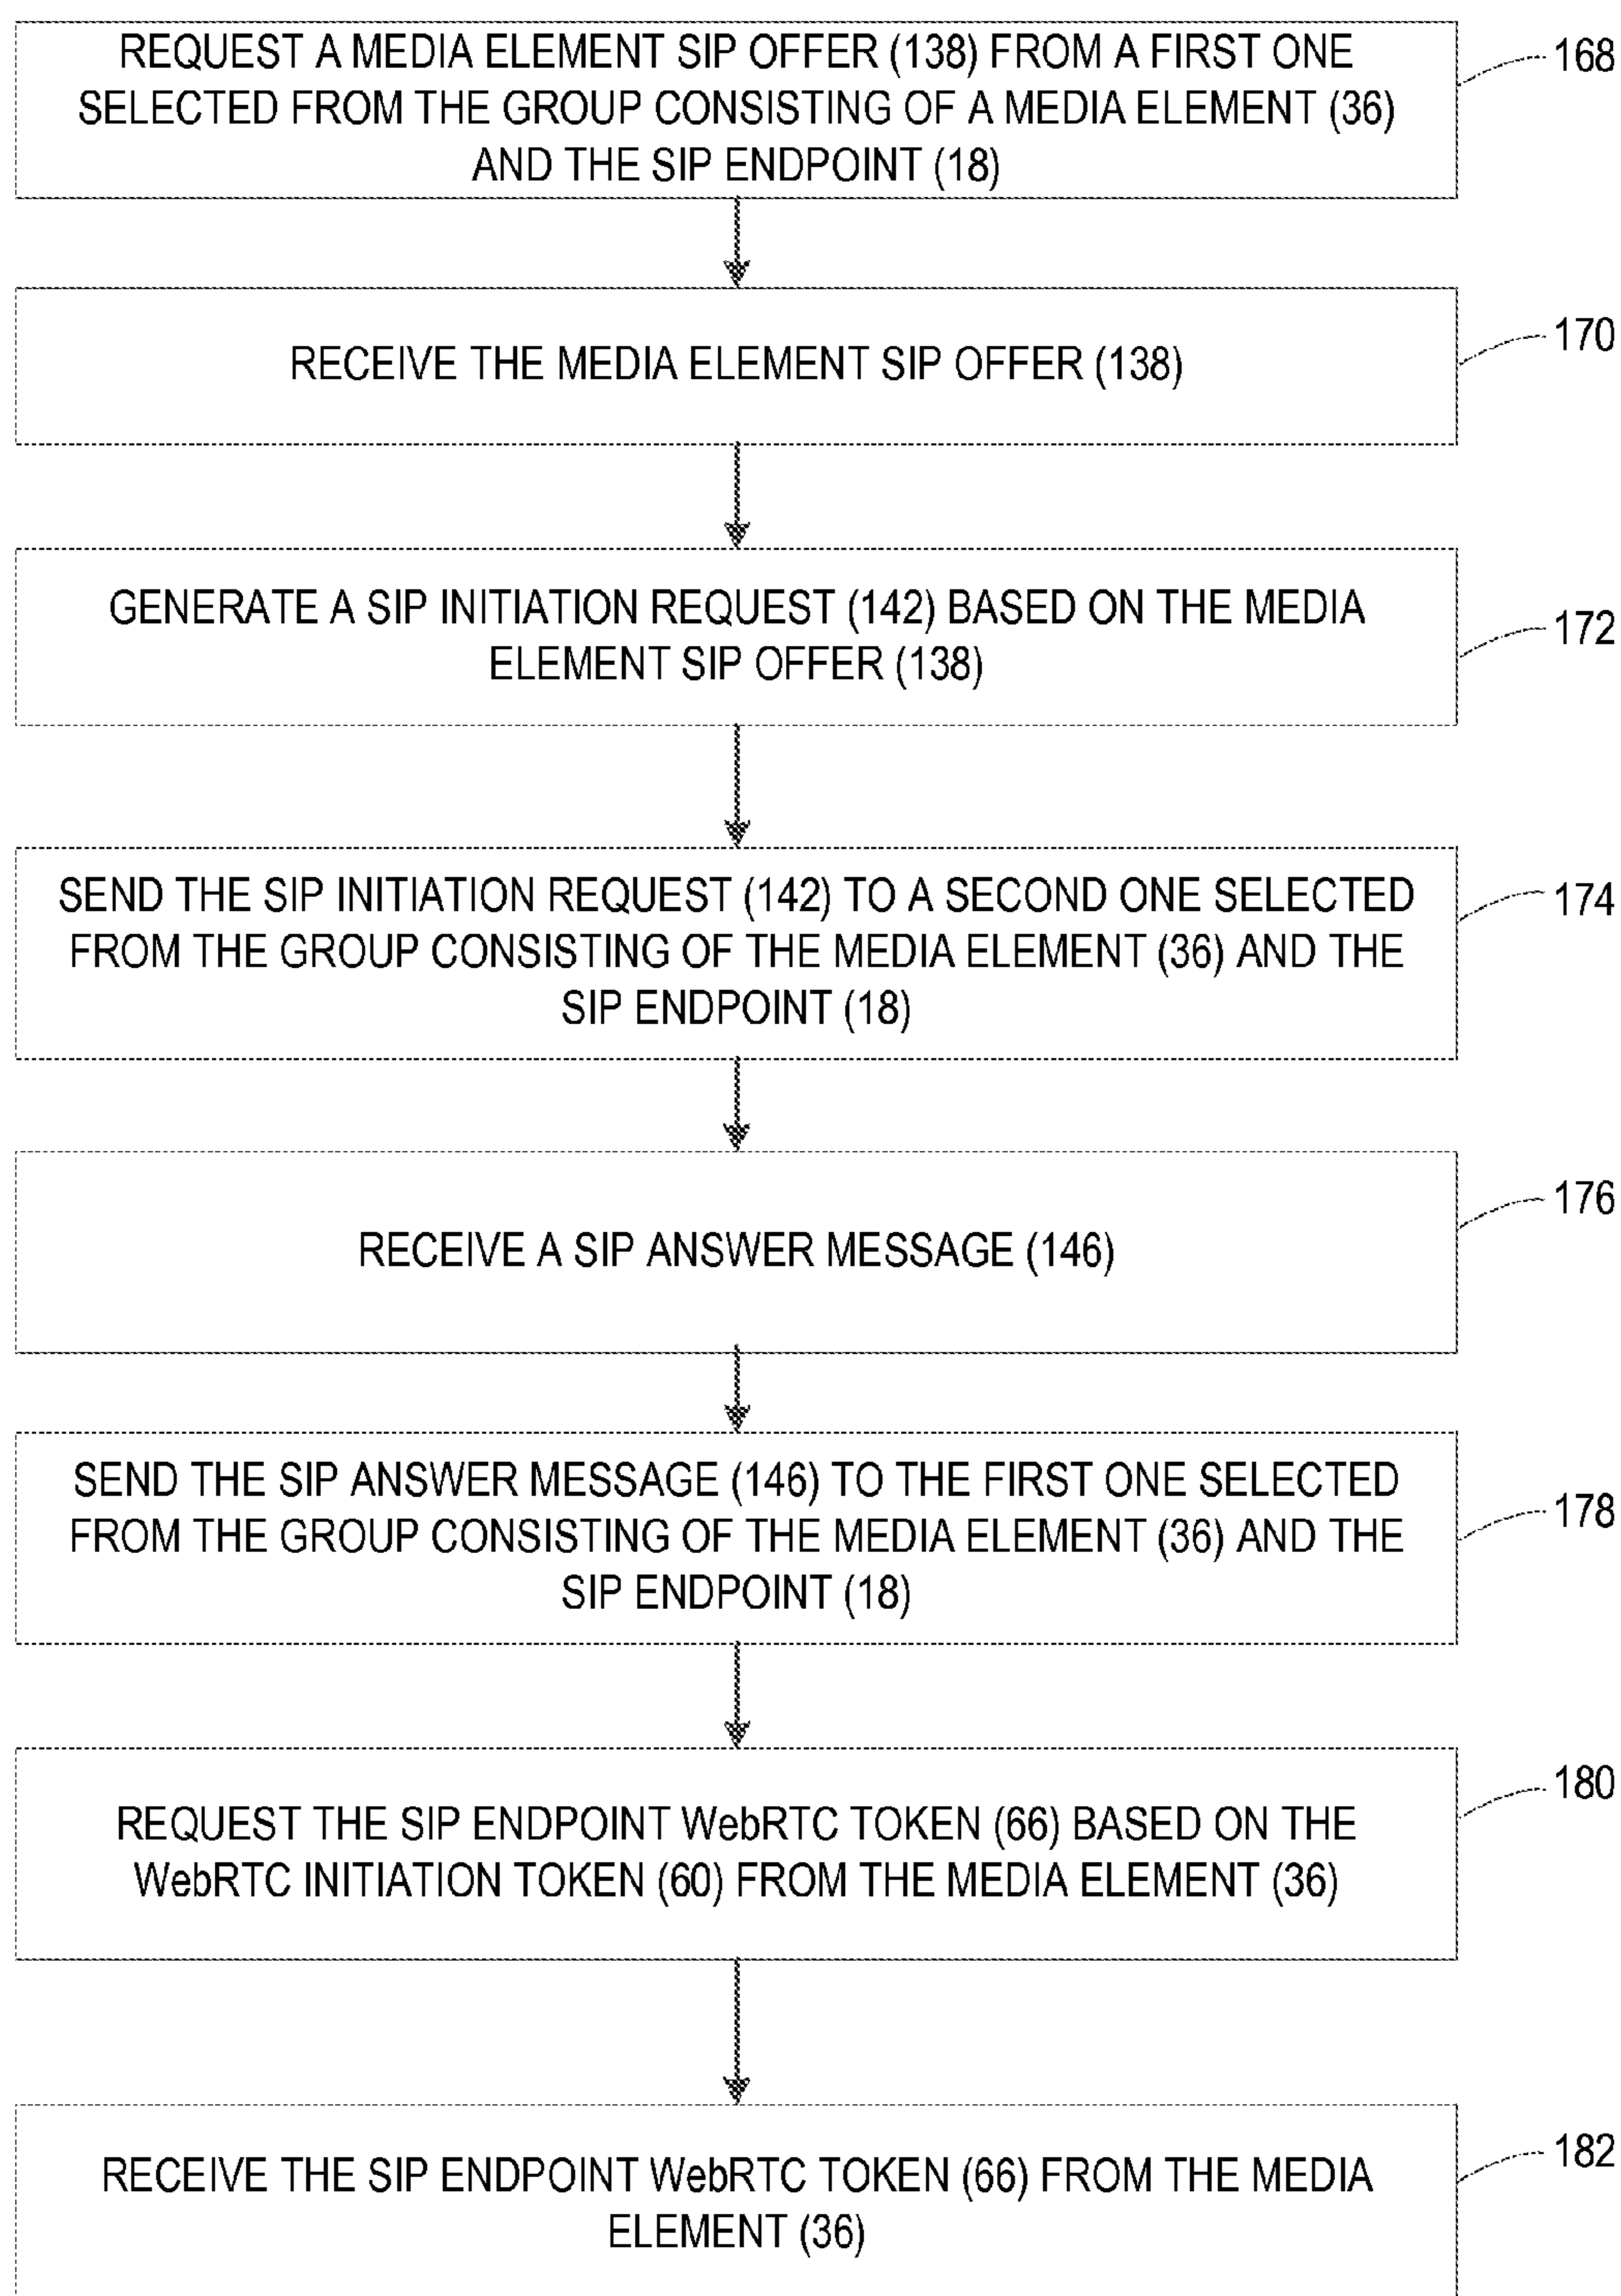 REQUEST A MEDIA ELEMENT SIP OFFER (138) FROM A FIRST ONE
SELECTED FROM THE GROUP CONSISTING OF A MEDIA ELEMENT (36)
AND THE SIP ENDPOINT (18)
168
RECEIVE THE MEDIA ELEMENT SIP OFFER (138)
170
GENERATE A SIP INITIATION REQUEST (142) BASED ON THE MEDIA
ELEMENT SIP OFFER (138)
172
SEND THE SIP INITIATION REQUEST (142) TO A SECOND ONE SELECTED
FROM THE GROUP CONSISTING OF THE MEDIA ELEMENT (36) AND THE
SIP ENDPOINT (18)
174
RECEIVE A SIP ANSWER MESSAGE (146)
176
SEND THE SIP ANSWER MESSAGE (146) TO THE FIRST ONE SELECTED
FROM THE GROUP CONSISTING OF THE MEDIA ELEMENT (36) AND THE
SIP ENDPOINT (18)
178
REQUEST THE SIP ENDPOINT WebRTC TOKEN (66) BASED ON THE
WebRTC INITIATION TOKEN (60) FROM THE MEDIA ELEMENT (36)
180
RECEIVE THE SIP ENDPOINT WebRTC TOKEN (66) FROM THE MEDIA
ELEMENT (36)
182